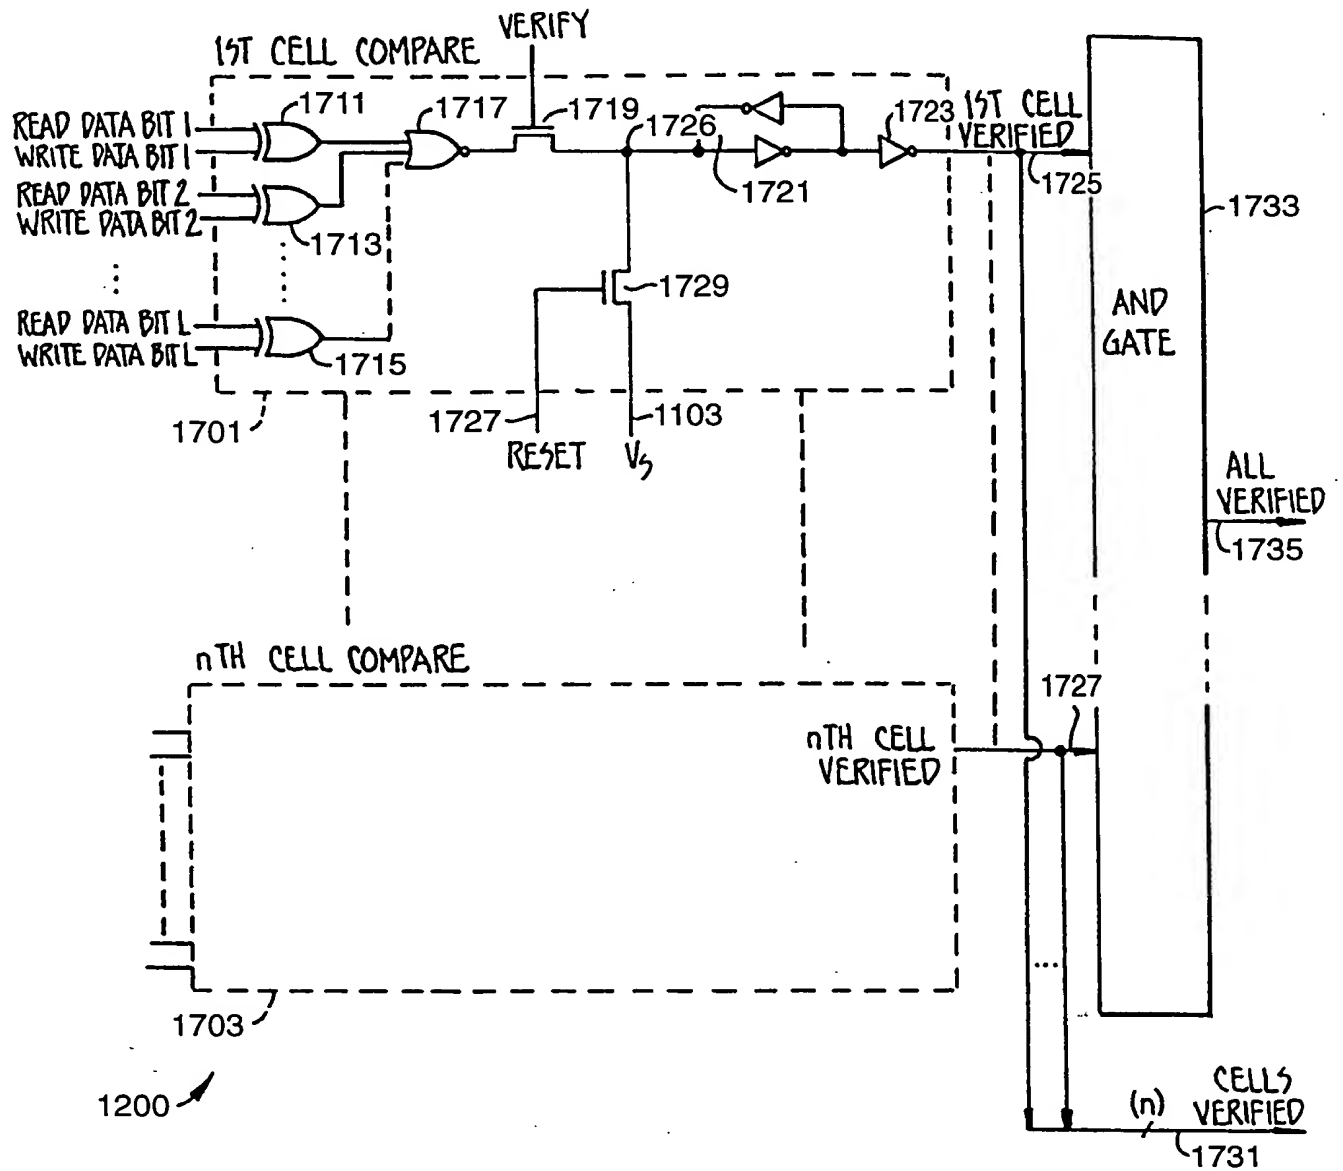 VERIFY
1ST CELL COMPARE
1711
1717
1719
1723
1ST CELL
VERIFIED
READ DATA BIT 1
WRITE DATA BIT 1
1726
1721
1725
READ DATA BIT 2
WRITE DATA BIT 2
1713
1733
1729
AND
GATE
READ DATA BIT L
WRITE DATA BIT L
1715
1701
1727
1103
RESET
VS
ALL
VERIFIED
1735
nTH CELL COMPARE
1727
nTH CELL
VERIFIED
1703
1200
(n)
CELLS
VERIFIED
1731